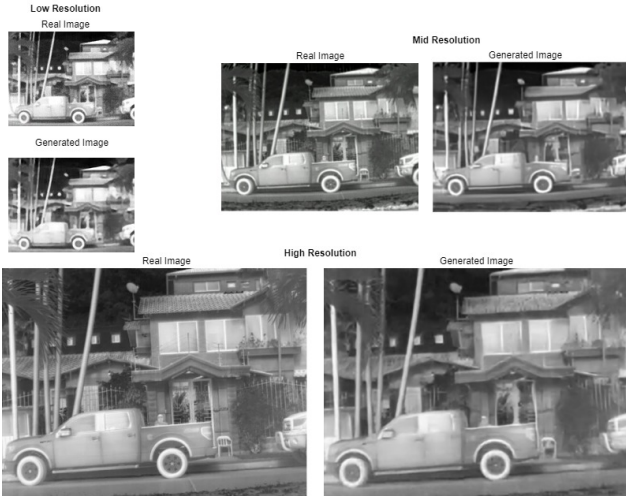 Low Resolution
Real Image
Generated Image
Mid Resolution
Real Image
Generated Image
High Resolution
Real Image
Generated Image